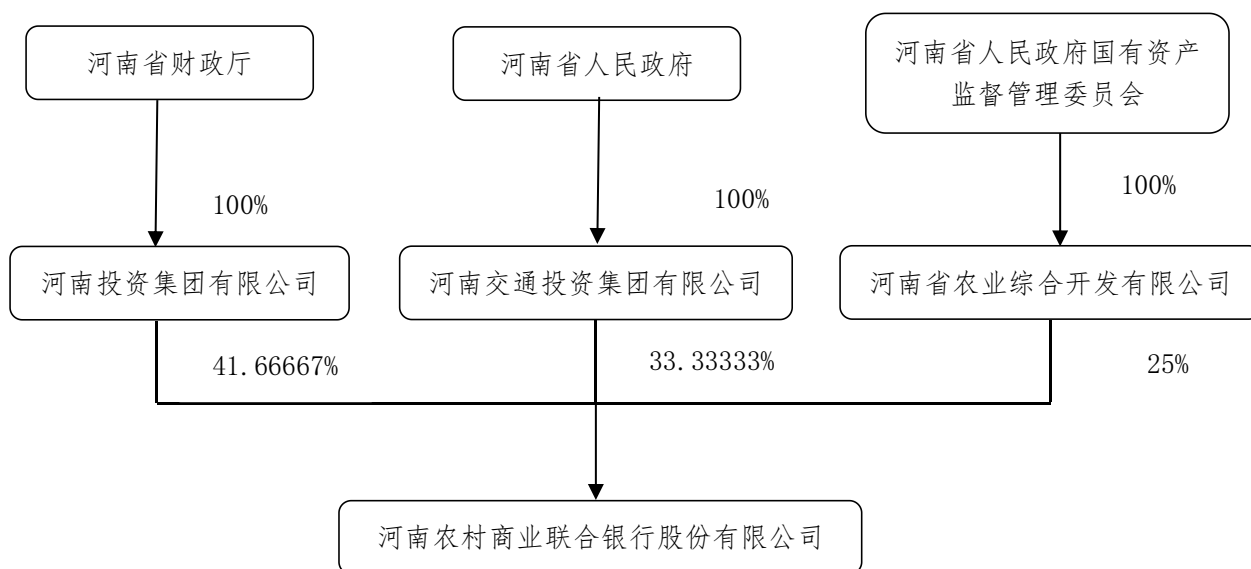 河南省财政厅
河南省人民政府
河南省人民政府国有资产
监督管理委员会
100%
100%
100%
河南投资集团有限公司
河南交通投资集团有限公司
河南省农业综合开发有限公司
41.66667%
33.33333%
25%
河南农村商业联合银行股份有限公司